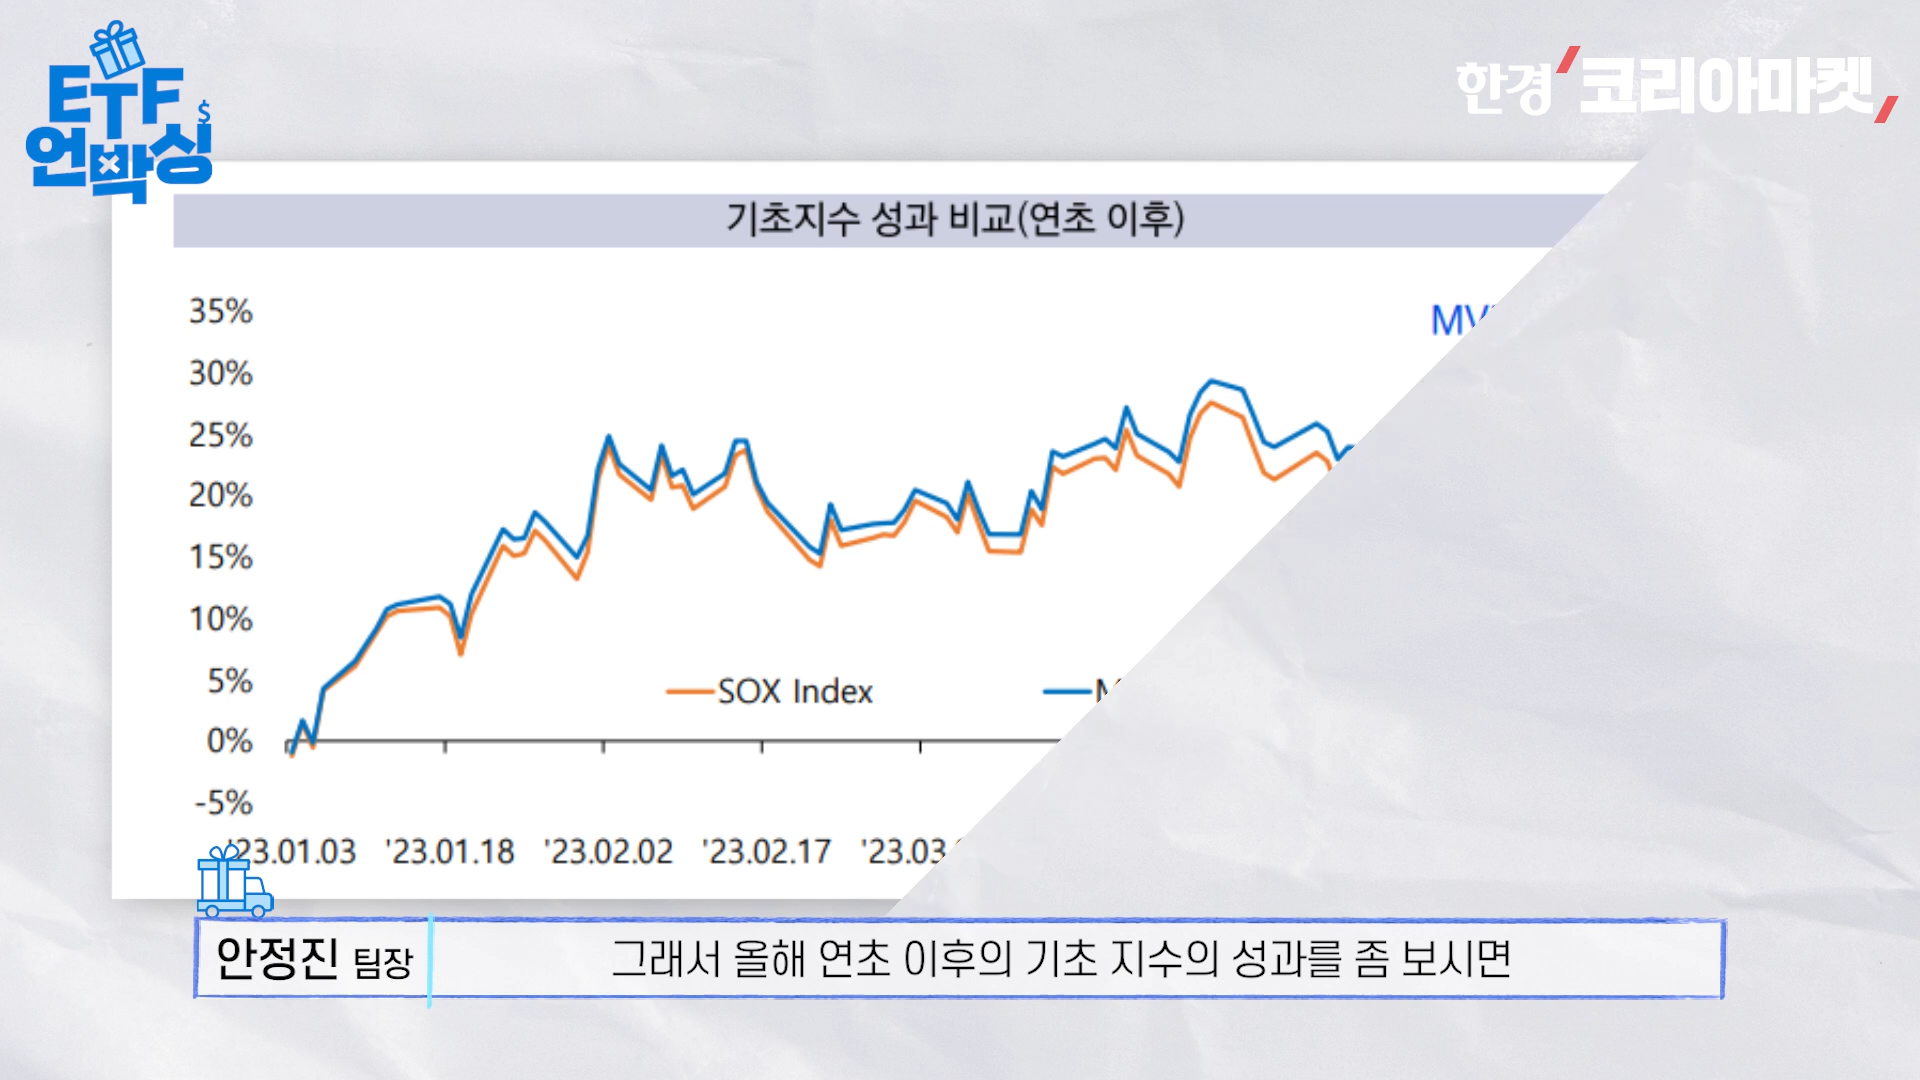 ETF
언박싱
한경 코리아마켓
기초지수 성과 비교(연초 이후)
35%
30%
25%
20%
15%
10%
5%
0%
-5%
SOX Index
'23.01.03 '23.01.18 '23.02.02 '23.02.17 '23.03
안정진 팀장
그래서 올해 연초 이후의 기초 지수의 성과를 좀 보시면